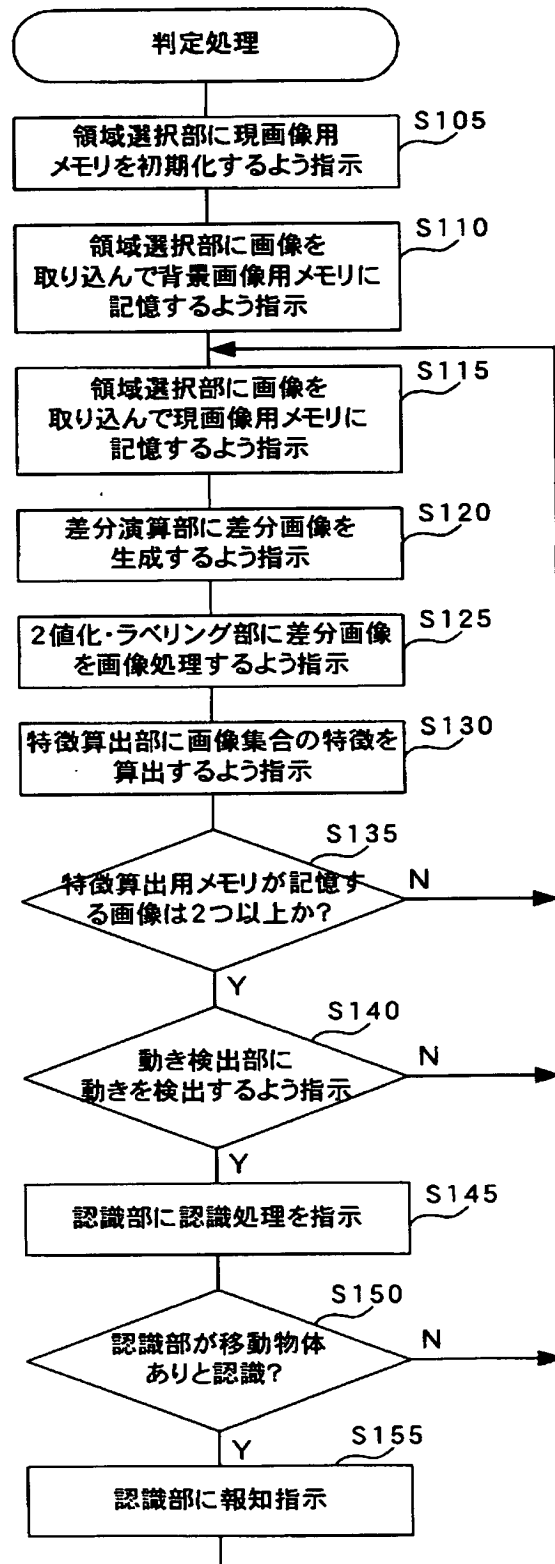 判定処理
S105
領域選択部に現画像用
メモリを初期化するよう指示
S110
領域選択部に画像を
取り込んで背景画像用メモリに
記憶するよう指示
S115
領域選択部に画像を
取り込んで現画像用メモリに
記憶するよう指示
S120
差分演算部に差分画像を
生成するよう指示
S125
2値化・ラベリング部に差分画像
を画像処理するよう指示
S130
特徴算出部に画像集合の特徴を
算出するよう指示
S135
特徴算出用メモリが記憶す
る画像は2つ以上か?
N
Y
S140
動き検出部に
動きを検出するよう指示
N
Y
S145
認識部に認識処理を指示
S150
認識部が移動物体
ありと認識?
N
Y
S155
認識部に報知指示